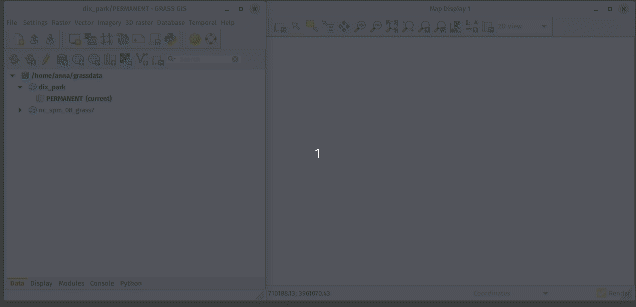 dix_park/PERMANENT - GRASS GIS
Map Display 1
File Settings Raster Vector Imagery 3D raster Database Temporal Help
/home/anna/grassdata
dix_park
PERMANENT (current)
1
Data Display Modules Console Python
Coordinates
Render